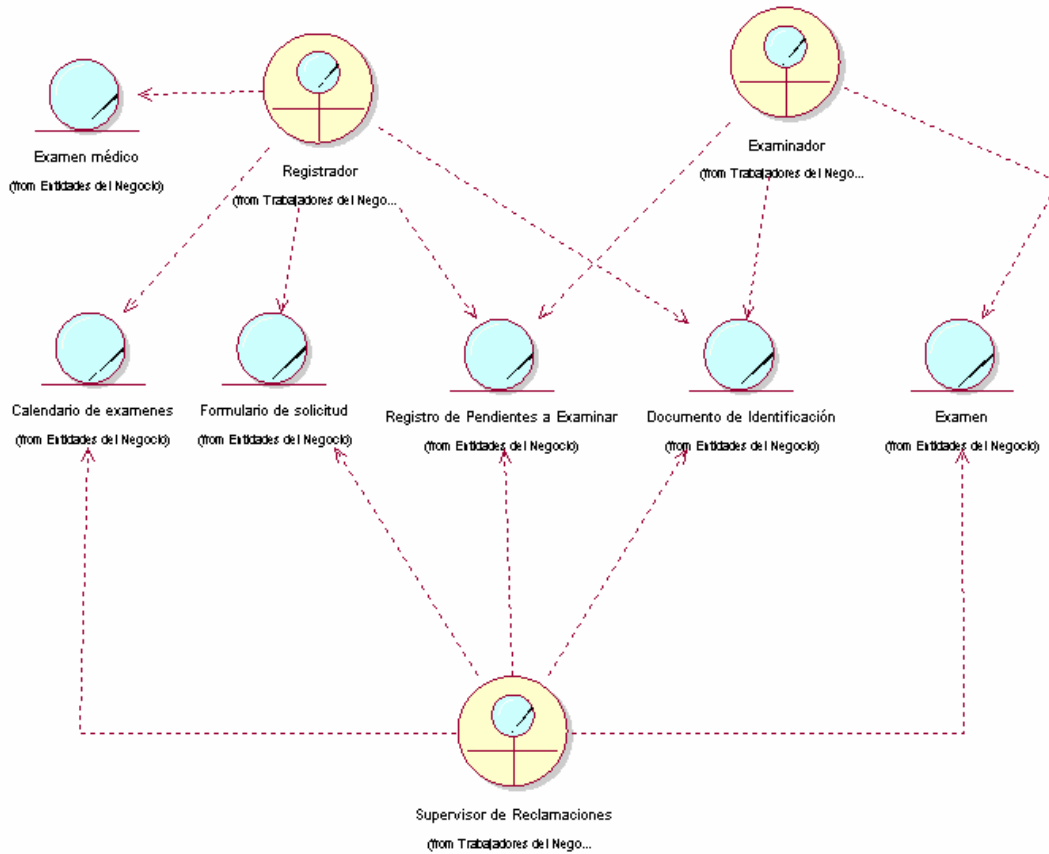 Examen médico
(from Entidades del Negocio)
Registrador
(from Trabajadores del Nego...
Examinador
(from Trabajadores del Nego...
Calendario de examenes
(from Entidades del Negocio)
Formulario de solicitud
(from Entidades del Negocio)
Registro de Pendientes a Examinar
(from Entidades del Negocio)
Documento de Identificación
(from Entidades del Negocio)
Examen
(from Entidades del Negocio)
Supervisor de Reclamaciones
(from Trabajadores del Nego...